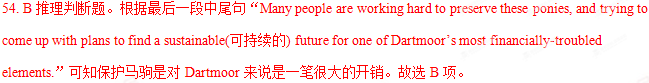 54. B 推理判断题。根据最后一段中尾句“Many people are working hard to preserve these ponies, and trying to
come up with plans to find a sustainable(可持续的) future for one of Dartmoor’s most financially-troubled
elements.”可知保护马驹是对 Dartmoor 来说是一笔很大的开销。故选 B 项。